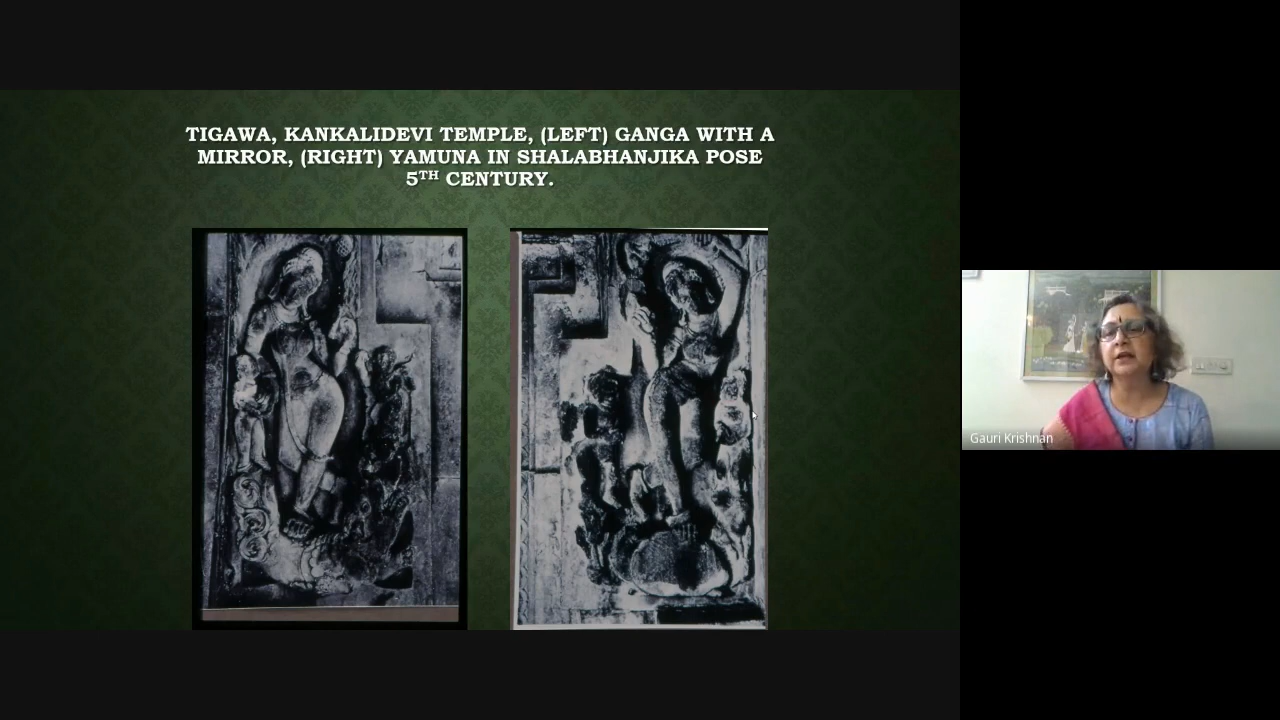 TIGAWA, KANKALIDEVI TEMPLE, (LEFT) GANGA WITH A
MIRROR, (RIGHT) YAMUNA IN SHALABHANJIKA POSE
5TH CENTURY.
Gauri Krishnan